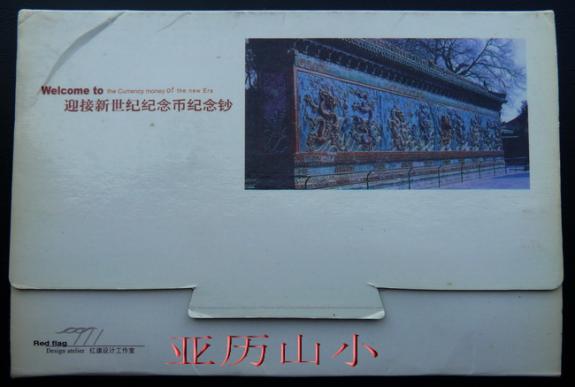 Welcome to the Currency money of the new Era
迎接新世纪纪念币纪念钞
Red flag
Design atelier 红旗设计工作室
亚历山小